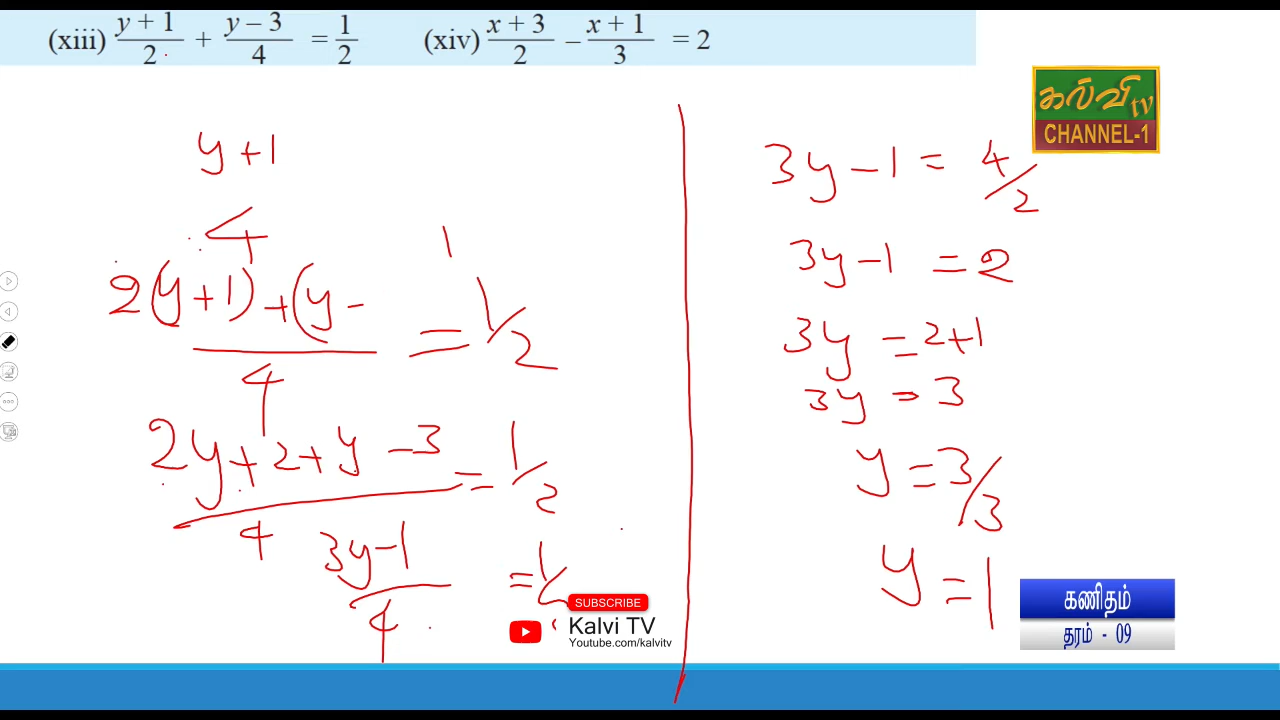 (xiii) (y + 1)/2 + (y – 3)/4 = 1/2 (xiv) (x + 3)/2 – (x + 1)/3 = 2
கல்வி tv
CHANNEL-1
y + 1
4
1
2(y + 1) + (y –
4
= 1/2
2y + 2 + y – 3
4
= 1/2
3y – 1
4
3y – 1 = 4/2
3y – 1 = 2
3y = 2+1
3y = 3
y = 3/3
y = 1
SUBSCRIBE
Kalvi TV
Youtube.com/kalvitv
கணிதம்
தரம் - 09